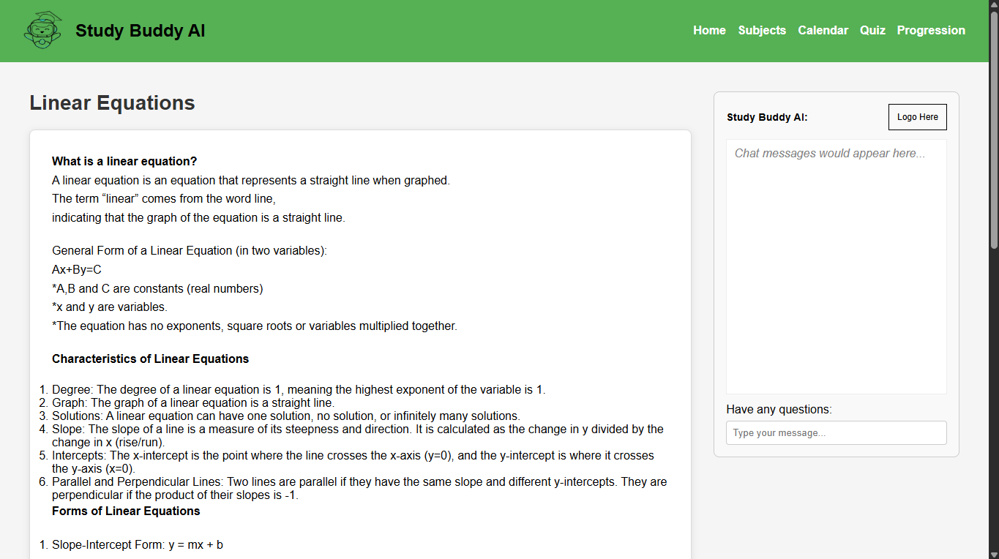 Study Buddy AI
Home Subjects Calendar Quiz Progression
Linear Equations
What is a linear equation?
A linear equation is an equation that represents a straight line when graphed.
The term “linear” comes from the word line,
indicating that the graph of the equation is a straight line.
General Form of a Linear Equation (in two variables):
Ax+By=C
*A,B and C are constants (real numbers)
*x and y are variables.
*The equation has no exponents, square roots or variables multiplied together.
Characteristics of Linear Equations
1. Degree: The degree of a linear equation is 1, meaning the highest exponent of the variable is 1.
2. Graph: The graph of a linear equation is a straight line.
3. Solutions: A linear equation can have one solution, no solution, or infinitely many solutions.
4. Slope: The slope of a line is a measure of its steepness and direction. It is calculated as the change in y divided by the
change in x (rise/run).
5. Intercepts: The x-intercept is the point where the line crosses the x-axis (y=0), and the y-intercept is where it crosses
the y-axis (x=0).
6. Parallel and Perpendicular Lines: Two lines are parallel if they have the same slope and different y-intercepts. They are
perpendicular if the product of their slopes is -1.
Forms of Linear Equations
1. Slope-Intercept Form: y = mx + b
Study Buddy AI:
Logo Here
Chat messages would appear here...
Have any questions:
Type your message...